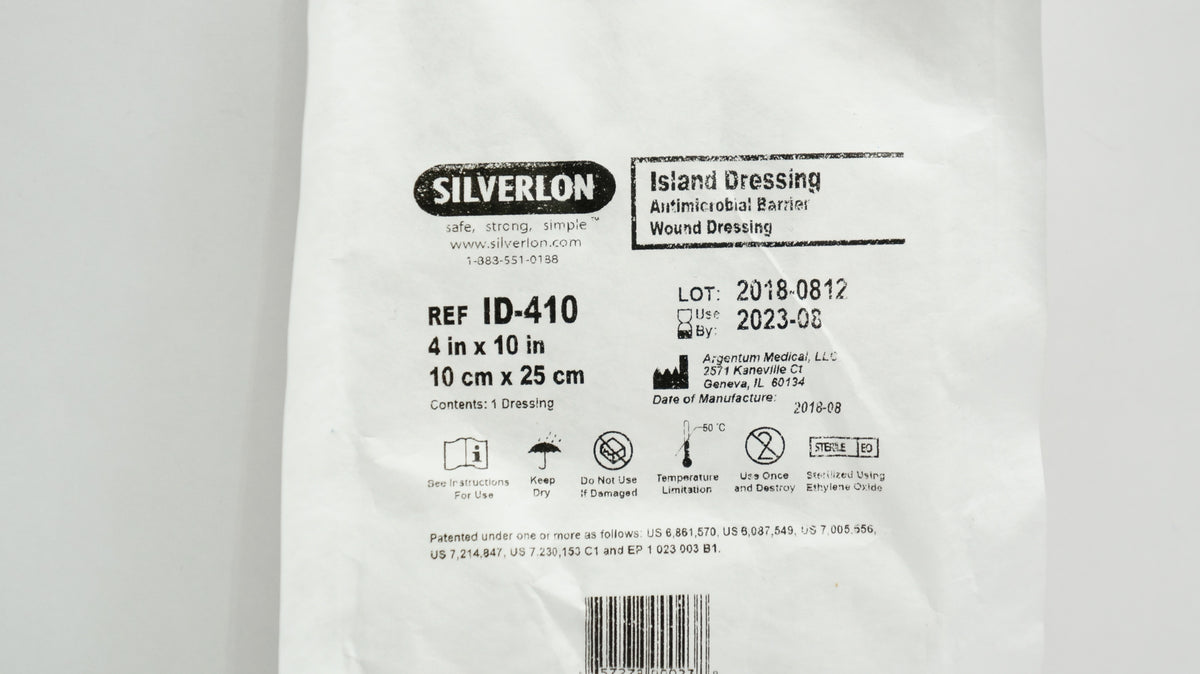 SILVERLON
safe, strong, simple™
www.silverlon.com
1-883-551-0188
Island Dressing
Antimicrobial Barrier
Wound Dressing
REF ID-410
4 in x 10 in
10 cm x 25 cm
Contents: 1 Dressing
LOT: 2018-0812
Use
By: 2023-08
Argentum Medical, LLC
2571 Kaneville Ct
Geneva, IL 60134
Date of Manufacture:
2018-08
i
50 °C
2
STERILE EO
See Instructions
For Use
Keep
Dry
Do Not Use
If Damaged
Temperature
Limitation
Use Once
and Destroy
Sterilized Using
Ethylene Oxide
Patented under one or more as follows: US 6,861,570, US 6,087,549, US 7,005,556,
US 7,214,847, US 7,230,153 C1 and EP 1 023 003 B1.